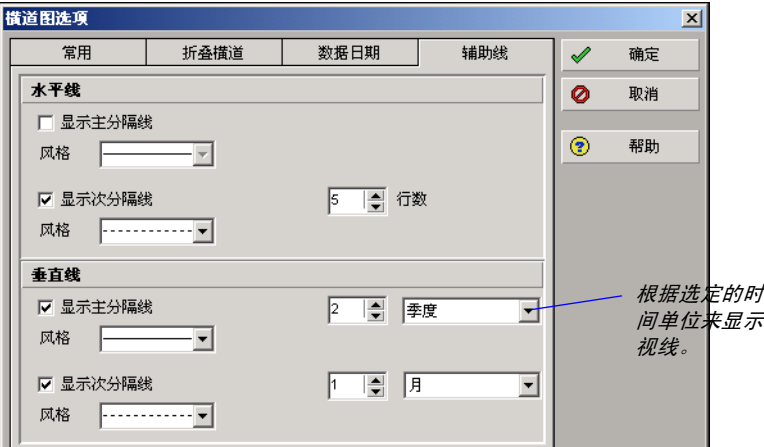 横道图选项
常用 折叠横道 数据日期 辅助线
确定
取消
帮助
水平线
显示主分隔线
风格
显示次分隔线 5 行数
风格
垂直线
显示主分隔线 2 季度
风格
显示次分隔线 1 月
风格
根据选定的时
间单位来显示
视线。